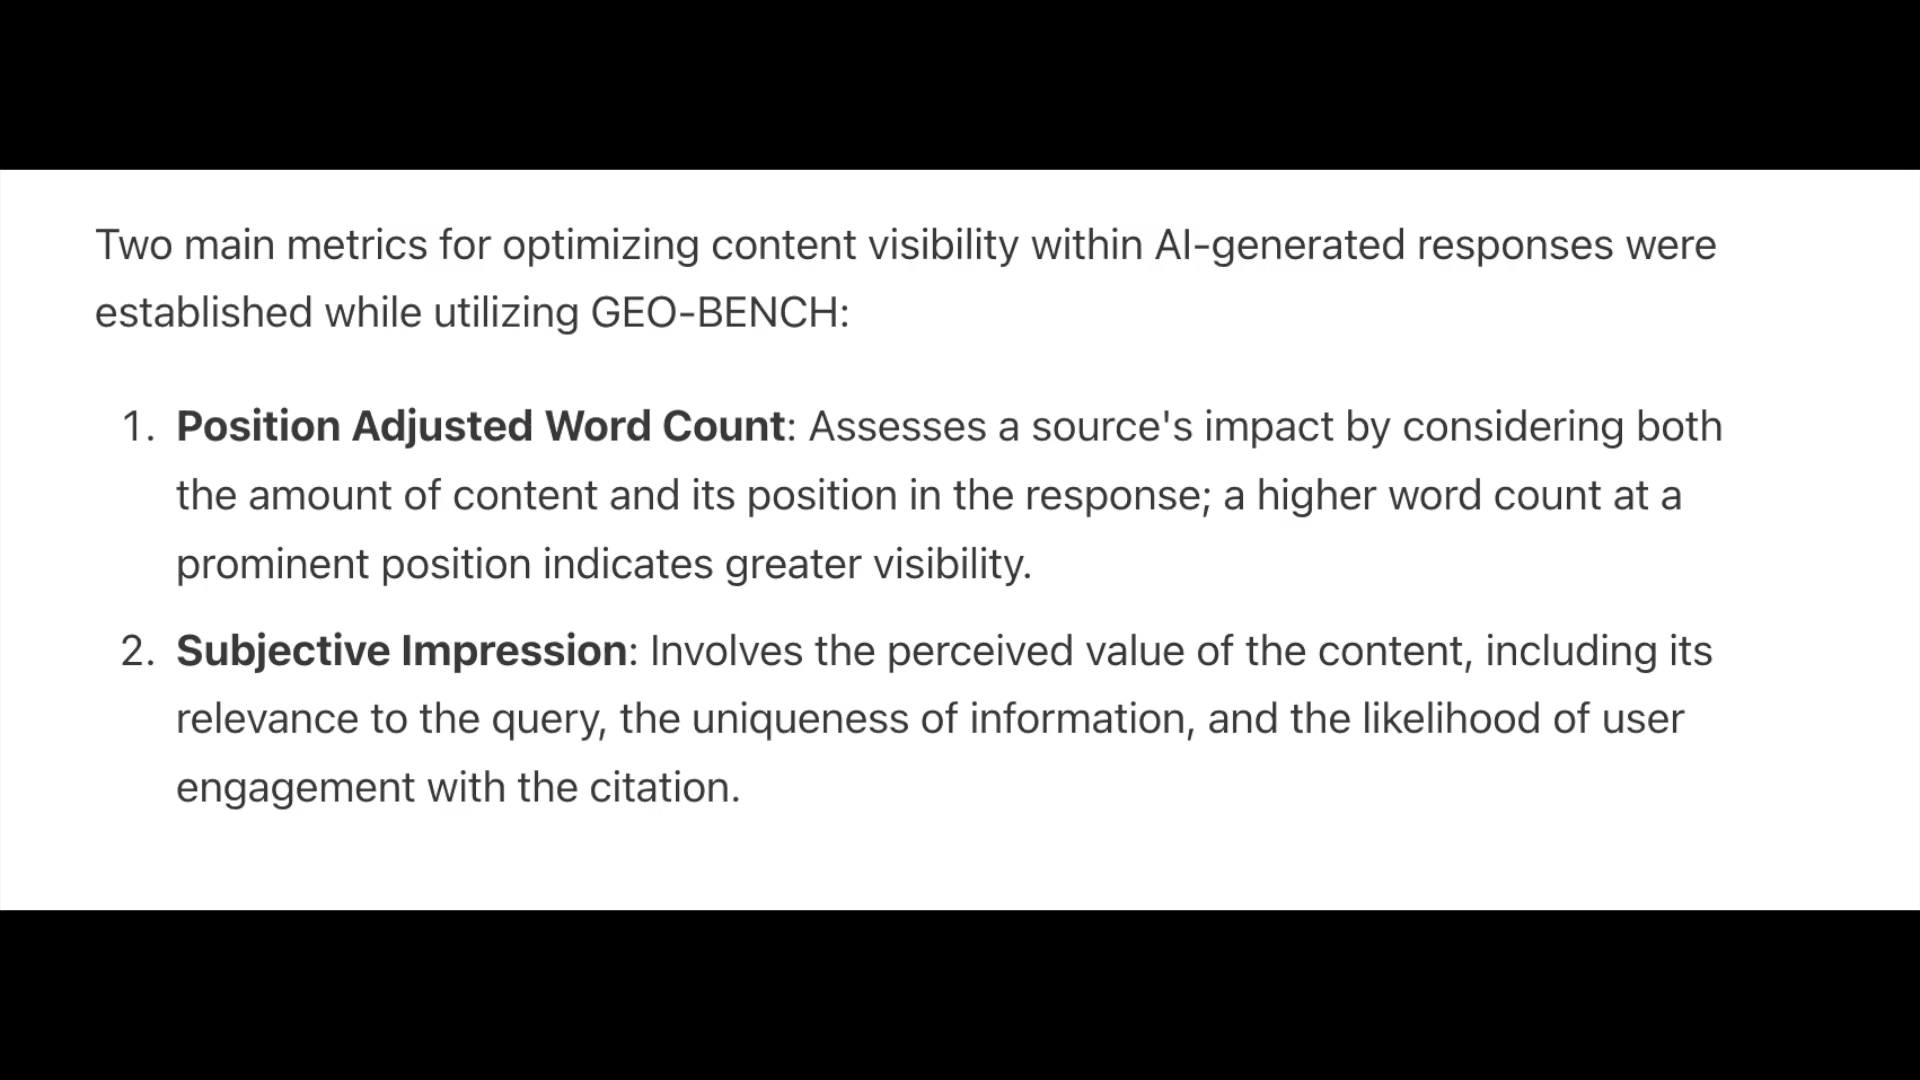 Two main metrics for optimizing content visibility within AI-generated responses were
established while utilizing GEO-BENCH:
1. Position Adjusted Word Count: Assesses a source's impact by considering both
the amount of content and its position in the response; a higher word count at a
prominent position indicates greater visibility.
2. Subjective Impression: Involves the perceived value of the content, including its
relevance to the query, the uniqueness of information, and the likelihood of user
engagement with the citation.